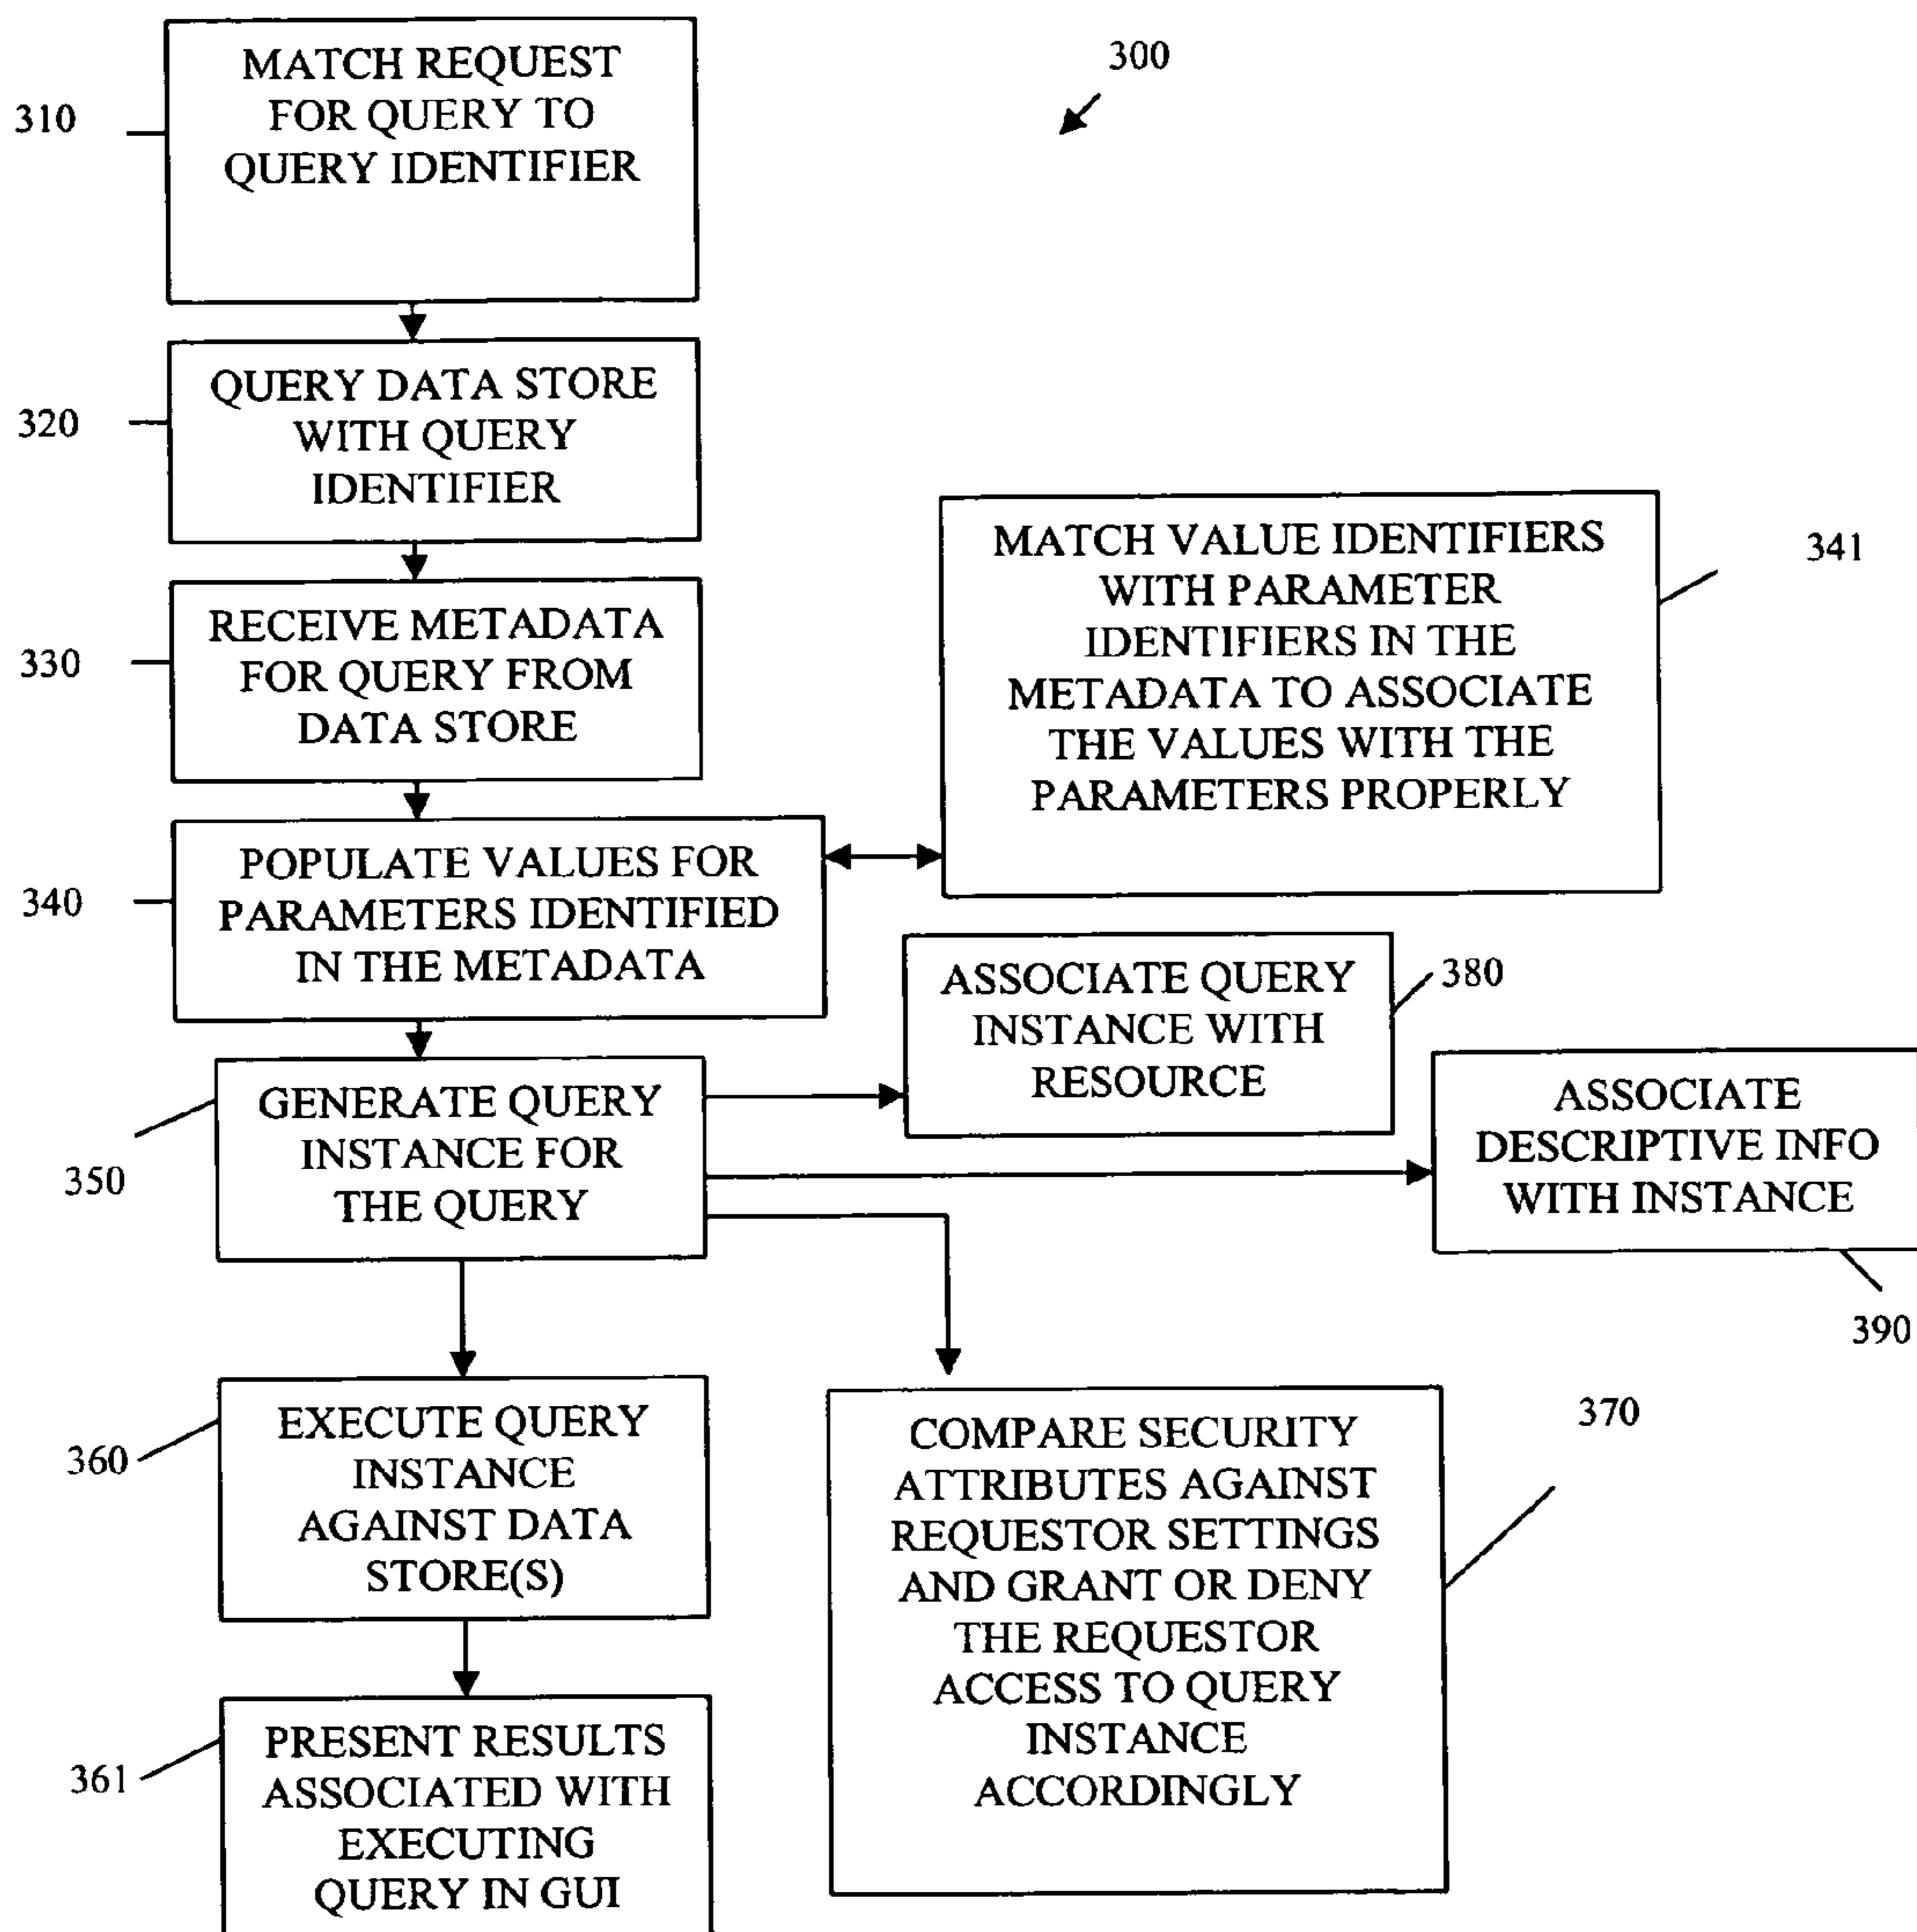 300
310
MATCH REQUEST
FOR QUERY TO
QUERY IDENTIFIER
320
QUERY DATA STORE
WITH QUERY
IDENTIFIER
330
RECEIVE METADATA
FOR QUERY FROM
DATA STORE
340
POPULATE VALUES FOR
PARAMETERS IDENTIFIED
IN THE METADATA
341
MATCH VALUE IDENTIFIERS
WITH PARAMETER
IDENTIFIERS IN THE
METADATA TO ASSOCIATE
THE VALUES WITH THE
PARAMETERS PROPERLY
350
GENERATE QUERY
INSTANCE FOR
THE QUERY
380
ASSOCIATE QUERY
INSTANCE WITH
RESOURCE
390
ASSOCIATE
DESCRIPTIVE INFO
WITH INSTANCE
360
EXECUTE QUERY
INSTANCE
AGAINST DATA
STORE(S)
370
COMPARE SECURITY
ATTRIBUTES AGAINST
REQUESTOR SETTINGS
AND GRANT OR DENY
THE REQUESTOR
ACCESS TO QUERY
INSTANCE
ACCORDINGLY
361
PRESENT RESULTS
ASSOCIATED WITH
EXECUTING
QUERY IN GUI